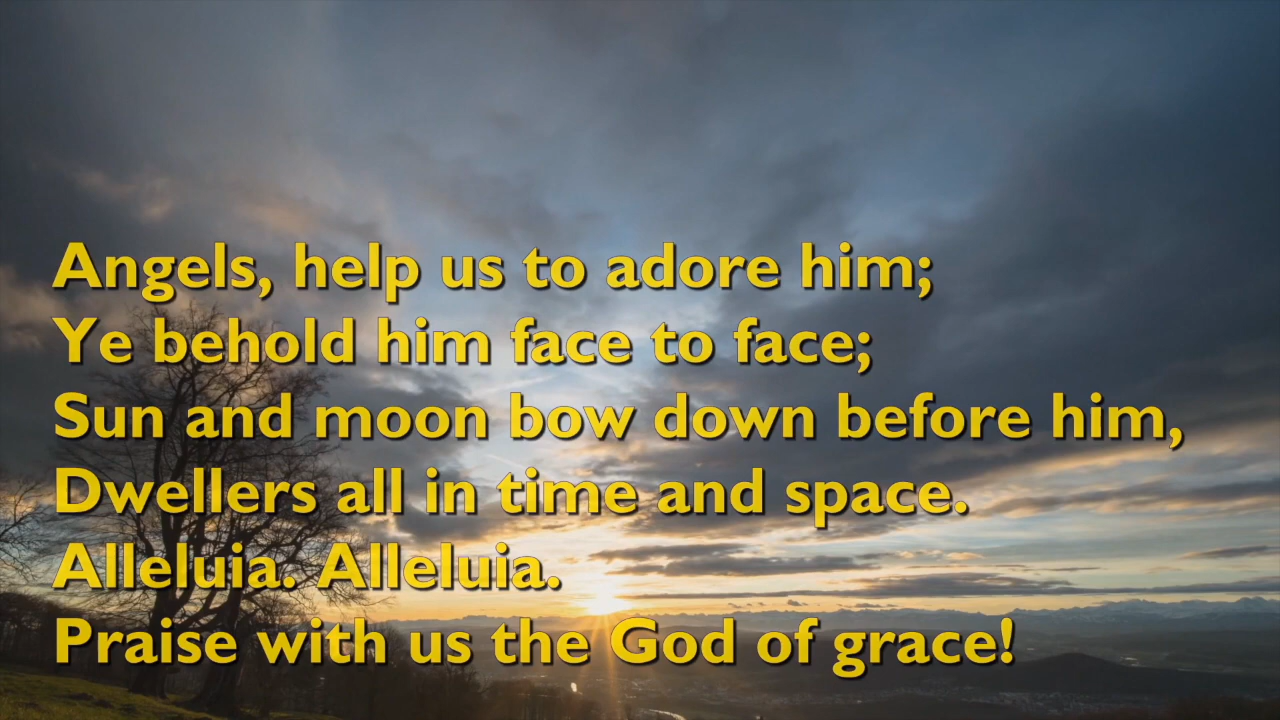 Angels, help us to adore him;
Ye behold him face to face;
Sun and moon bow down before him,
Dwellers all in time and space.
Alleluia. Alleluia.
Praise with us the God of grace!